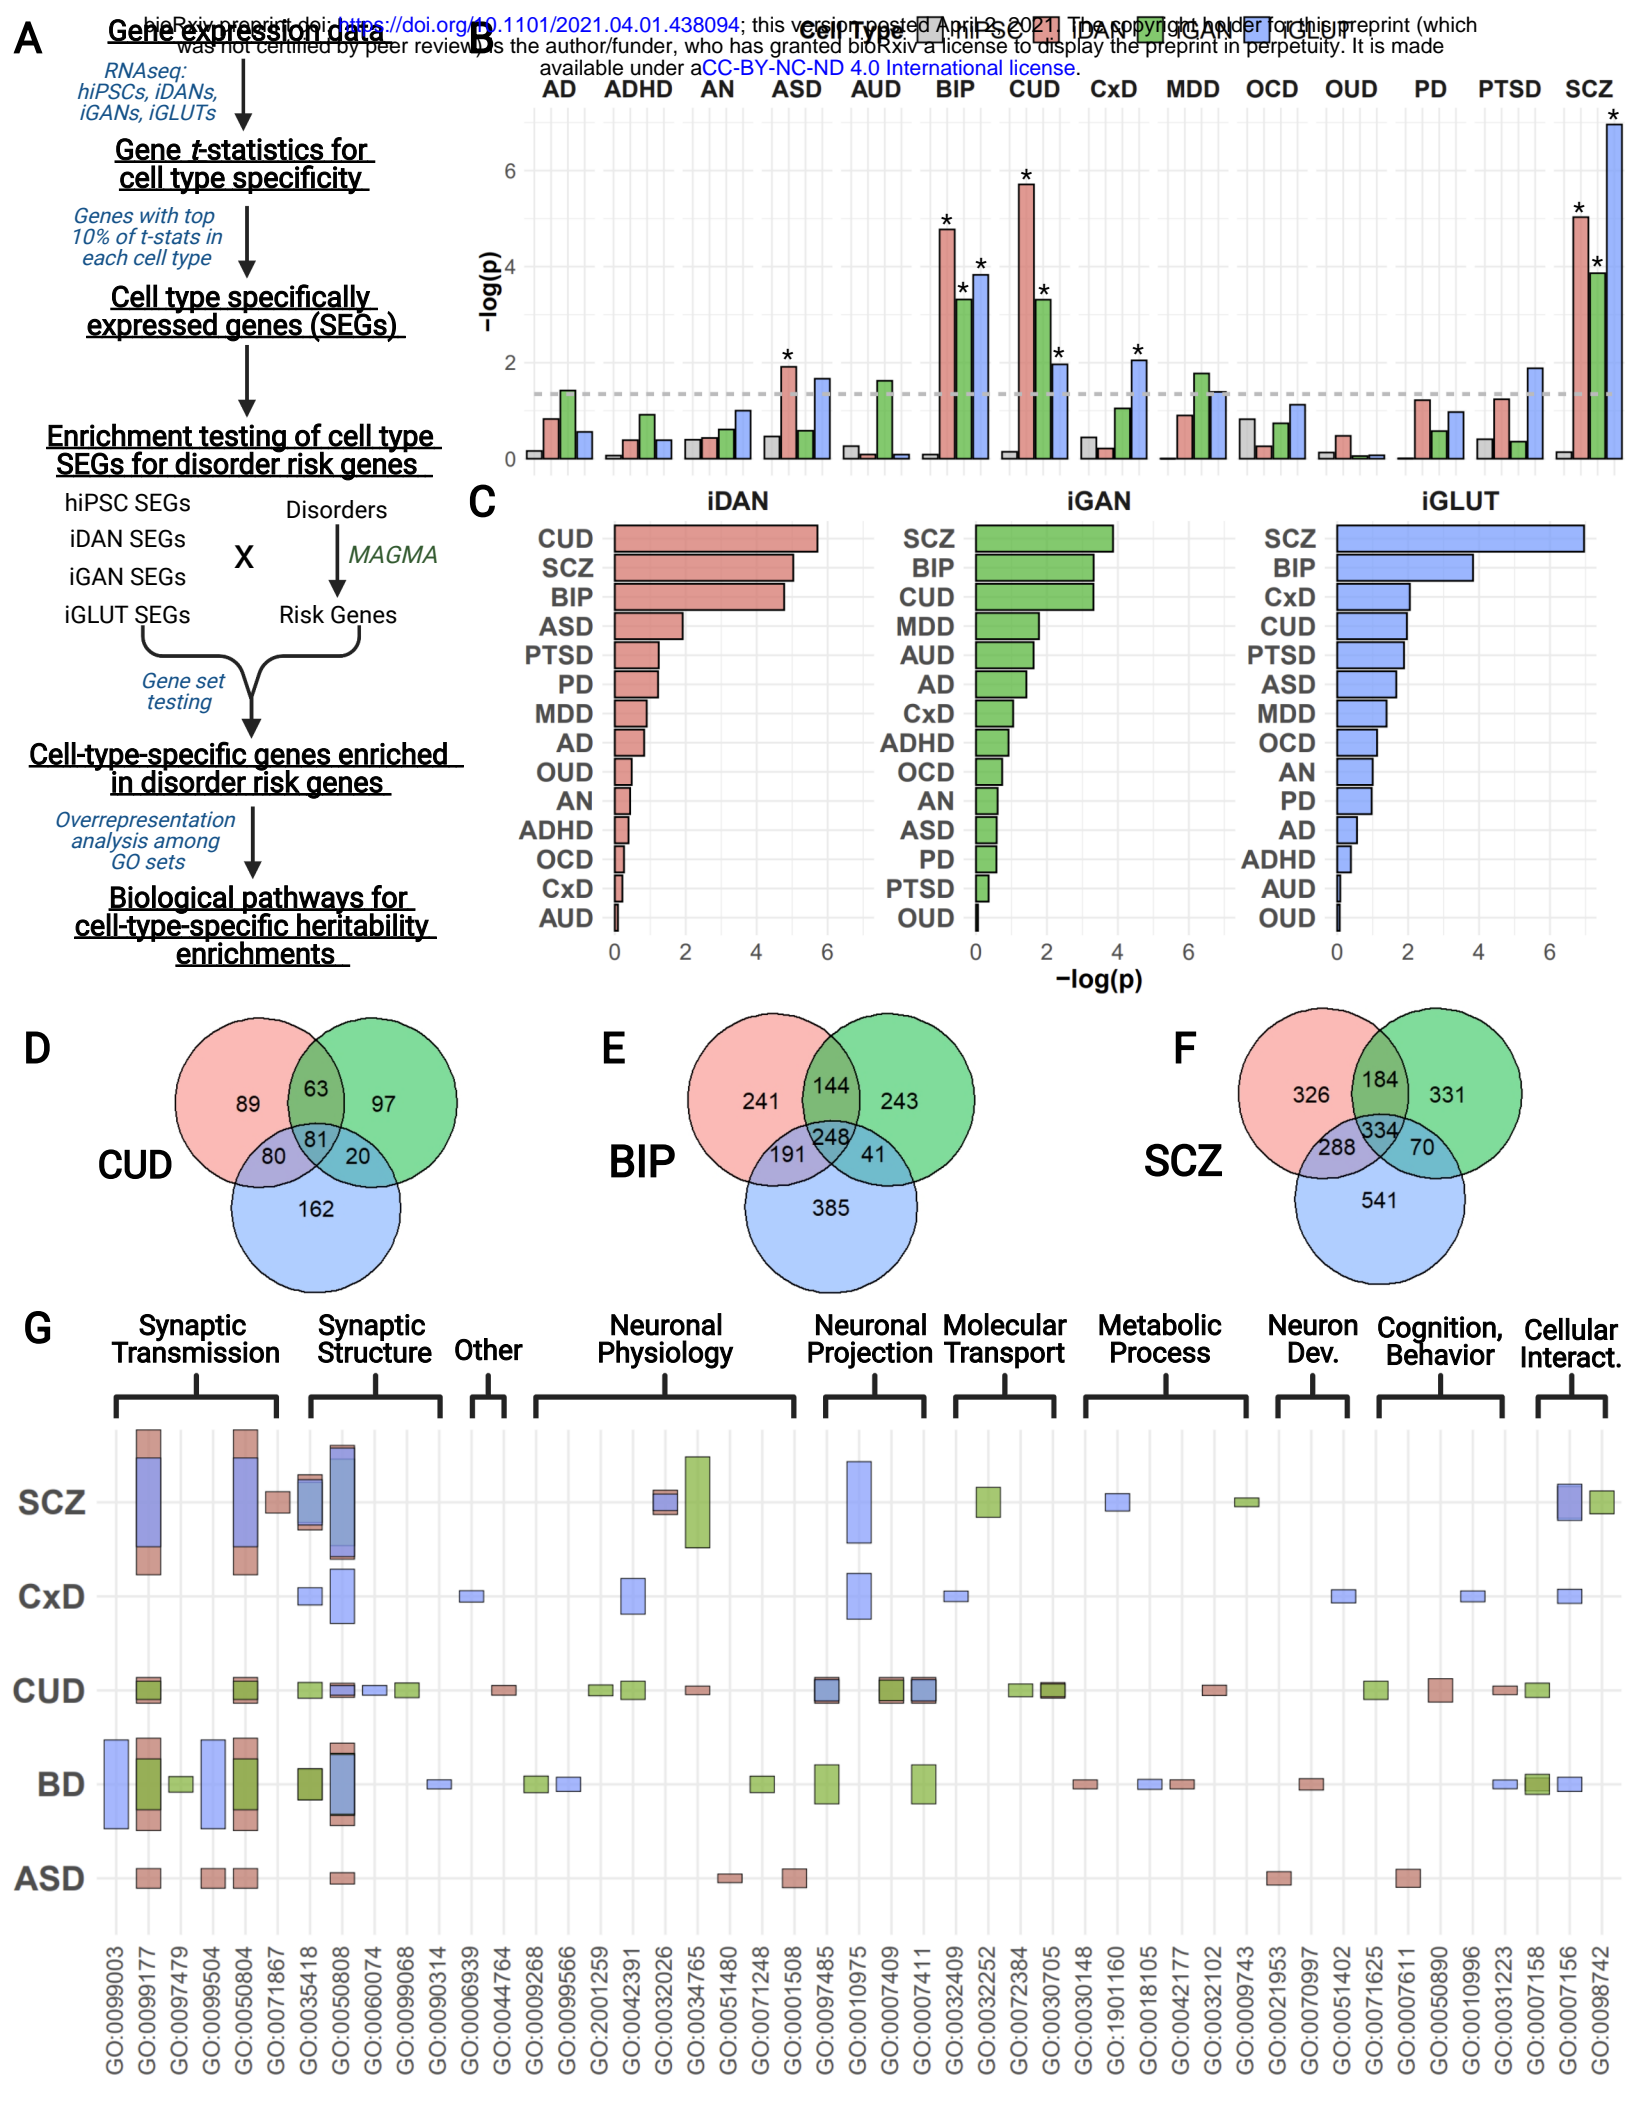 bioRxiv preprint doi: https://doi.org/10.1101/2021.04.01.438094; this version posted April 2, 2021. The copyright holder for this preprint (which
was not certified by peer review) is the author/funder, who has granted bioRxiv a license to display the preprint in perpetuity. It is made
available under aCC-BY-NC-ND 4.0 International license.
A
Gene expression data
RNAseq:
hiPSCs, iDANs,
iGANs, iGLUTs
Gene t-statistics for
cell type specificity
Genes with top
10% of t-stats in
each cell type
Cell type specifically
expressed genes (SEGs)
Enrichment testing of cell type
SEGs for disorder risk genes
hiPSC SEGs
iDAN SEGs
iGAN SEGs
iGLUT SEGs
X
Disorders
MAGMA
Risk Genes
Gene set
testing
Cell-type-specific genes enriched
in disorder risk genes
Overrepresentation
analysis among
GO sets
Biological pathways for
cell-type-specific heritability
enrichments
B
Cell Type hiPSC iDAN iGAN iGLUT
AD ADHD AN ASD AUD BIP CUD CxD MDD OCD OUD PD PTSD SCZ
−log(p)
6
4
2
0
* * * * * * * * * * *
C
iDAN
CUD
SCZ
BIP
ASD
PTSD
PD
MDD
AD
OUD
AN
ADHD
OCD
CxD
AUD
0 2 4 6
iGAN
SCZ
BIP
CUD
MDD
AUD
AD
CxD
ADHD
OCD
AN
ASD
PD
PTSD
OUD
0 2 4 6
iGLUT
SCZ
BIP
CxD
CUD
PTSD
ASD
MDD
OCD
AN
PD
AD
ADHD
AUD
OUD
0 2 4 6
−log(p)
D
CUD
89 63 97
81
80 20
162
E
BIP
241 144 243
248
191 41
385
F
SCZ
326 184 331
334
288 70
541
G
Synaptic
Transmission
Synaptic
Structure
Other
Neuronal
Physiology
Neuronal
Projection
Molecular
Transport
Metabolic
Process
Neuron
Dev.
Cognition,
Behavior
Cellular
Interact.
SCZ
CxD
CUD
BD
ASD
GO:0099003
GO:0099177
GO:0097479
GO:0099504
GO:0050804
GO:0071867
GO:0035418
GO:0050808
GO:0060074
GO:0099068
GO:0090314
GO:0006939
GO:0044764
GO:0009268
GO:0099566
GO:2001259
GO:0042391
GO:0032026
GO:0034765
GO:0051480
GO:0071248
GO:0001508
GO:0097485
GO:0010975
GO:0007409
GO:0007411
GO:0032409
GO:0032252
GO:0072384
GO:0030705
GO:0030148
GO:1901160
GO:0018105
GO:0042177
GO:0032102
GO:0009743
GO:0021953
GO:0070997
GO:0051402
GO:0071625
GO:0007611
GO:0050890
GO:0010996
GO:0031223
GO:0007158
GO:0007156
GO:0098742